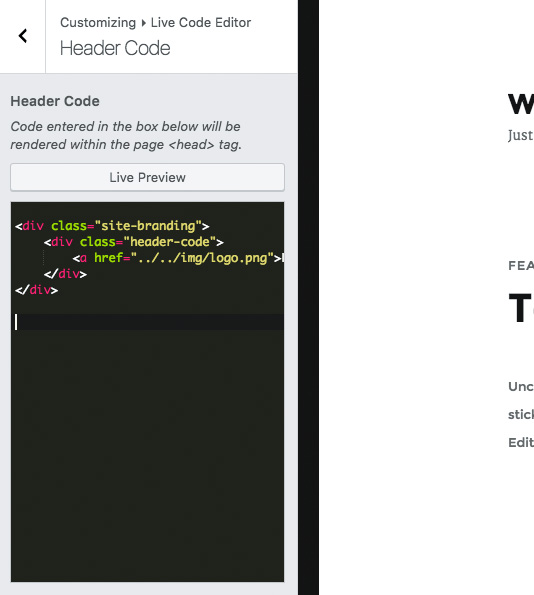 Customizing ▸ Live Code Editor
Header Code
Header Code
Code entered in the box below will be
rendered within the page <head> tag.
Live Preview
<div class="site-branding">
<div class="header-code">
<a href="../../img/logo.png">
</div>
</div>
Just
FEA
Unc
stick
Edit